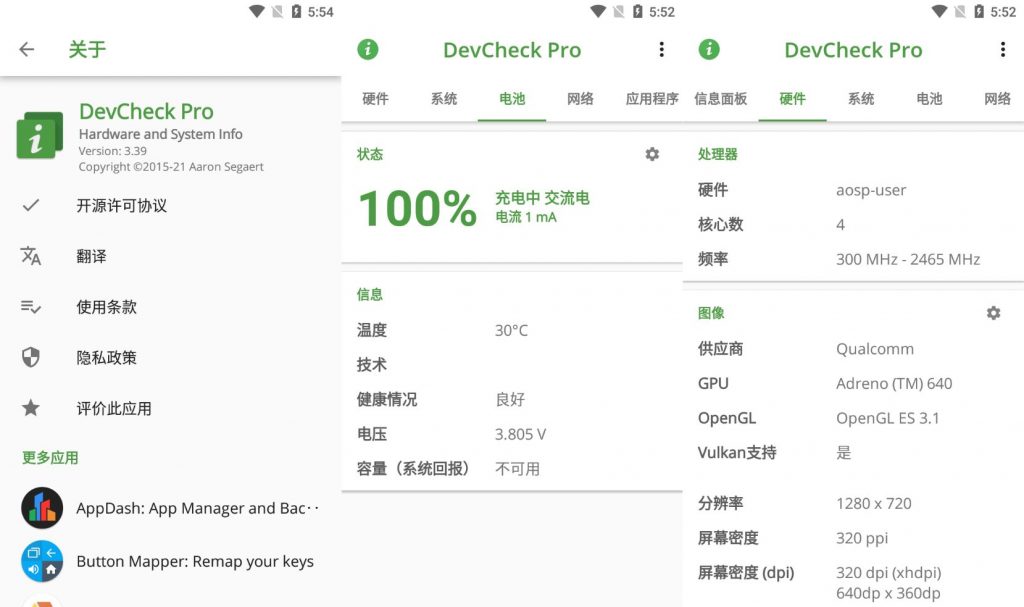 5:54
关于
DevCheck Pro
Hardware and System Info
Version: 3.39
Copyright ©2015-21 Aaron Segaert
开源许可协议
翻译
使用条款
隐私政策
评价此应用
更多应用
AppDash: App Manager and Bac··
Button Mapper: Remap your keys
5:52
DevCheck Pro
硬件 系统 电池 网络 应用程序
状态
100%
充电中 交流电
电流 1 mA
信息
温度 30°C
技术
健康情况 良好
电压 3.805 V
容量（系统回报） 不可用
5:52
DevCheck Pro
信息面板 硬件 系统 电池 网络
处理器
硬件 aosp-user
核心数 4
频率 300 MHz - 2465 MHz
图像
供应商 Qualcomm
GPU Adreno (TM) 640
OpenGL OpenGL ES 3.1
Vulkan支持 是
分辨率 1280 x 720
屏幕密度 320 ppi
屏幕密度 (dpi) 320 dpi (xhdpi)
640dp x 360dp